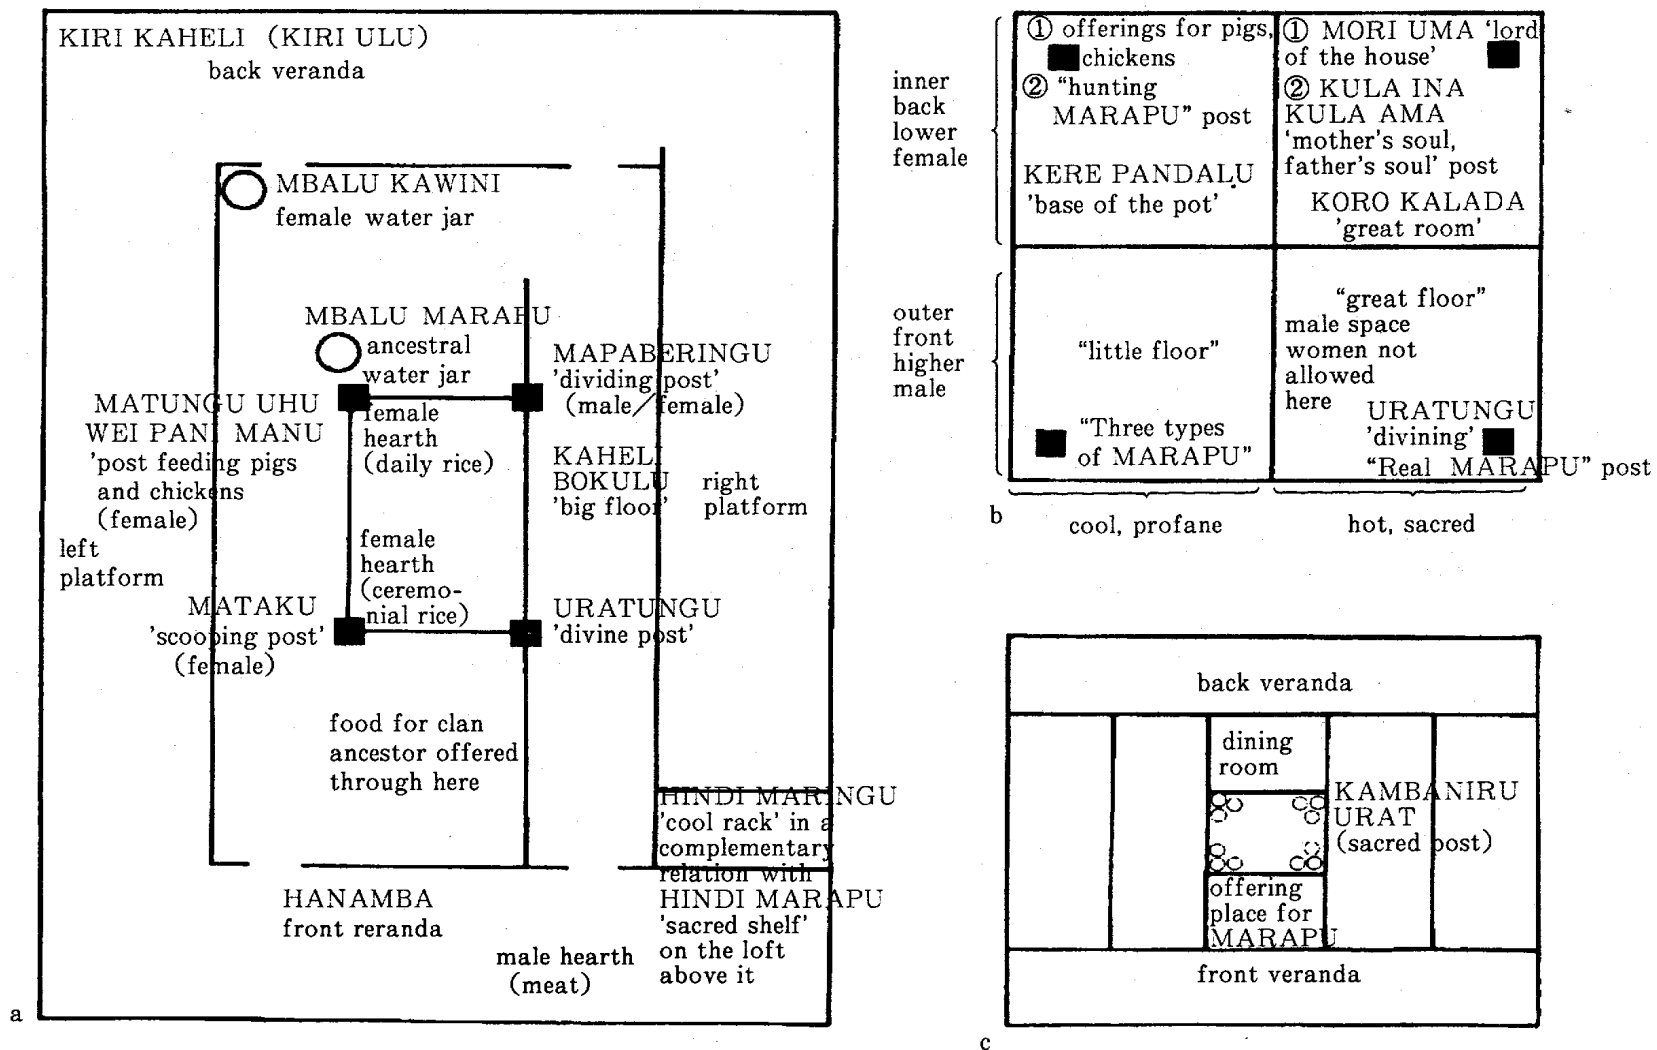 KIRI KAHELI (KIRI ULU)
back veranda
MBALU KAWINI
female water jar
MBALU MARAPU
ancestral
water jar
MAPABERINGU
'dividing post'
(male/female)
MATUNGU UHU
WEI PANI MANU
'post feeding pigs
and chickens
(female)
female
hearth
(daily rice)
KAHELI
BOKULU
'big floor'
right
platform
left
platform
female
hearth
(ceremo-
nial rice)
MATAKU
'scooping post'
(female)
URATUNGU
'divine post'
food for clan
ancestor offered
through here
HINDI MARINGU
'cool rack' in a
complementary
relation with
HINDI MARAPU
'sacred shelf'
on the loft
above it
HANAMBA
front reranda
male hearth
(meat)
a
inner
back
lower
female
① offerings for pigs,
chickens
② "hunting
MARAPU" post
KERE PANDALU
'base of the pot'
① MORI UMA 'lord
of the house'
② KULA INA
KULA AMA
'mother's soul,
father's soul' post
KORO KALADA
'great room'
outer
front
higher
male
"little floor"
"Three types
of MARAPU"
"great floor"
male space
women not
allowed
here
URATUNGU
'divining'
"Real MARAPU" post
b
cool, profane
hot, sacred
back veranda
dining
room
KAMBANIRU
URAT
(sacred post)
offering
place for
MARAPU
front veranda
c